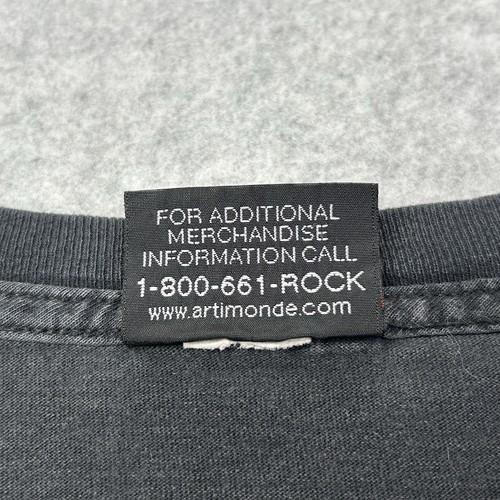 FOR ADDITIONAL
MERCHANDISE
INFORMATION CALL
1-800-661-ROCK
www.artimonde.com